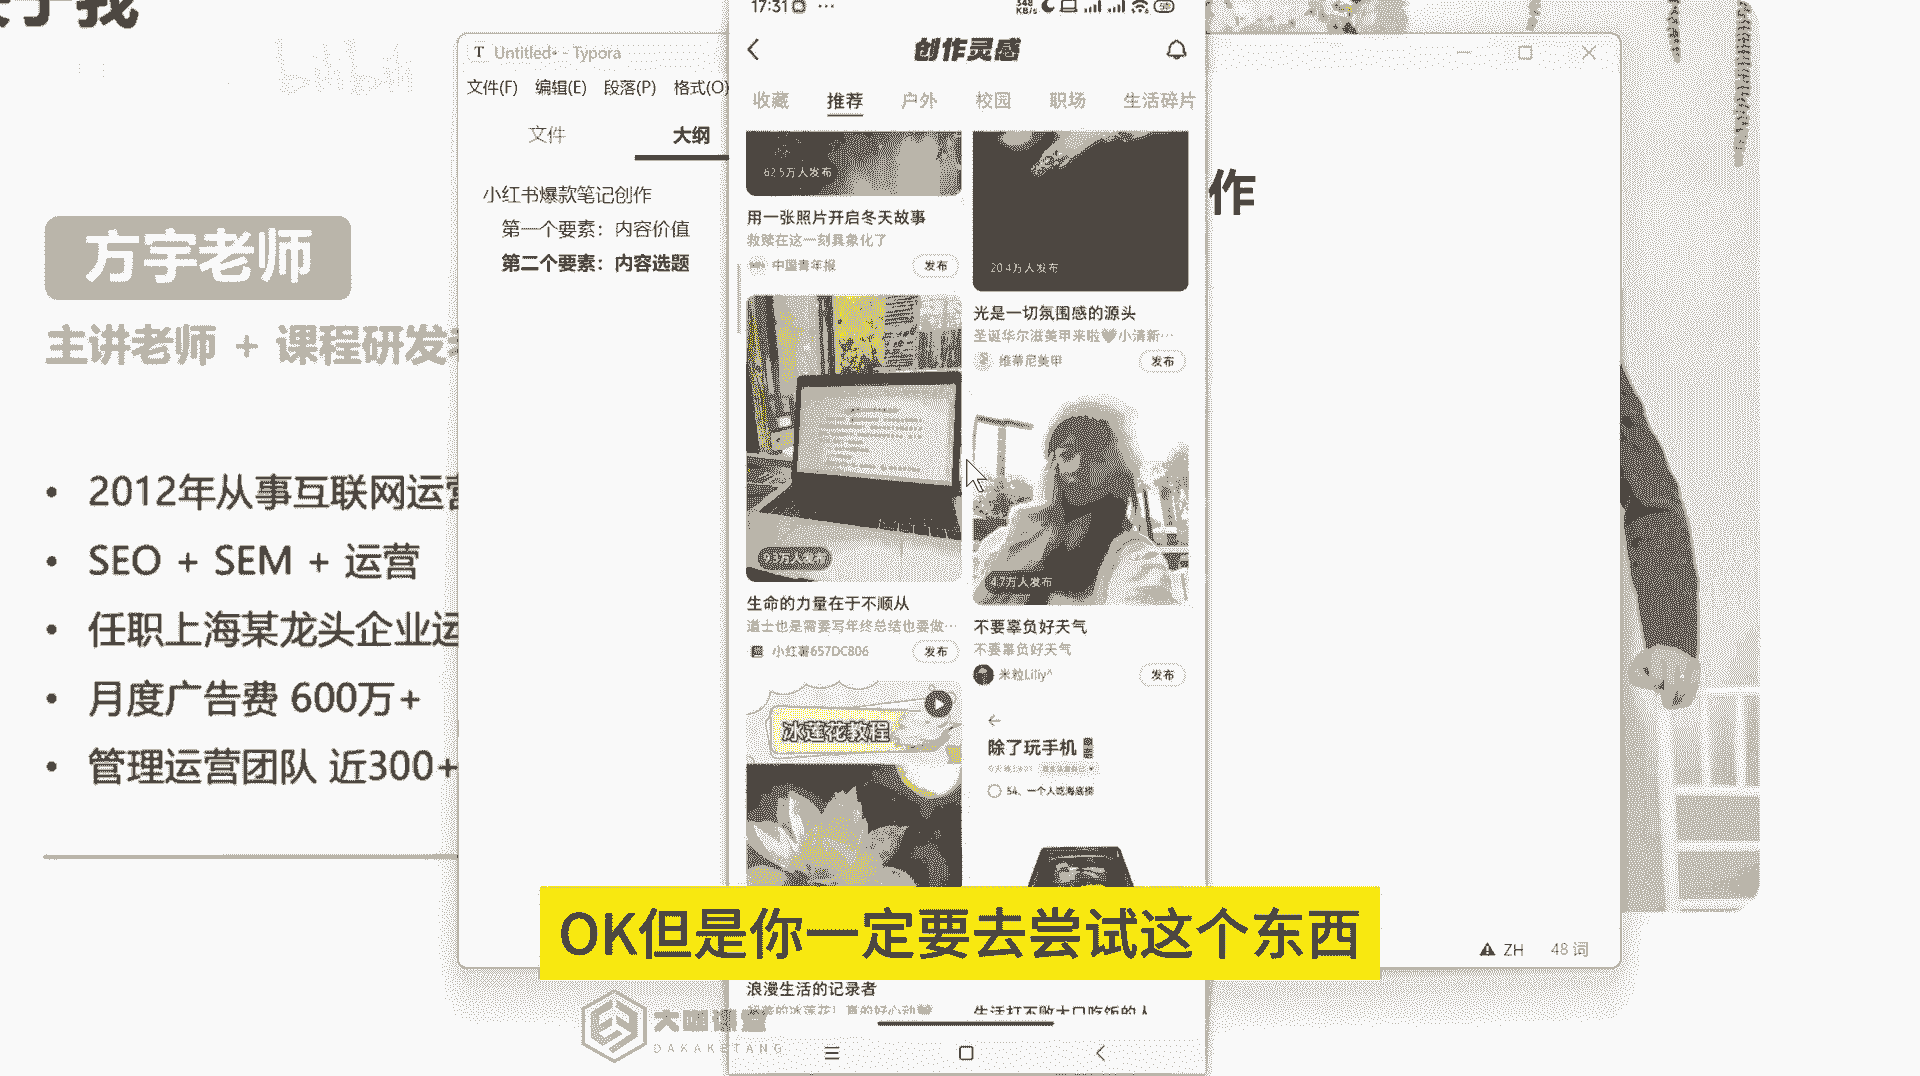 方宇老师
2012年从事互联网运营
SEO + SEM + 运营
任职上海某龙头企业运
月度广告费 600万+
管理运营团队 近300+
主讲老师 + 课程研发
T Untitled• - Typora
文件(F) 编辑(E) 段落(P) 格式(O)
文件 大纲
小红书爆款笔记创作
第一个要素：内容价值
第二个要素：内容选题
作
ZH 48 词
17:31
创作灵感
收藏 推荐 户外 校园 职场 生活碎片
62.5万人发布
用一张照片开启冬天故事
救赎在这一刻具象化了
中国青年报 发布
20.4万人发布
光是一切氛围感的源头
圣诞华尔滋美甲来啦🖤小清新…
维蒂尼美甲 发布
9.3万人发布
生命的力量在于不顺从
道士也是需要写年终总结也要做…
小红薯657DC806 发布
4.7万人发布
不要辜负好天气
不要辜负好天气
米粒Liliy^ 发布
冰莲花教程
除了玩手机
54、一个人吃海底捞
OK但是你一定要去尝试这个东西
浪漫生活的记录者
生活打不败大口吃饭的人
大咖课堂
DAKAKETANG